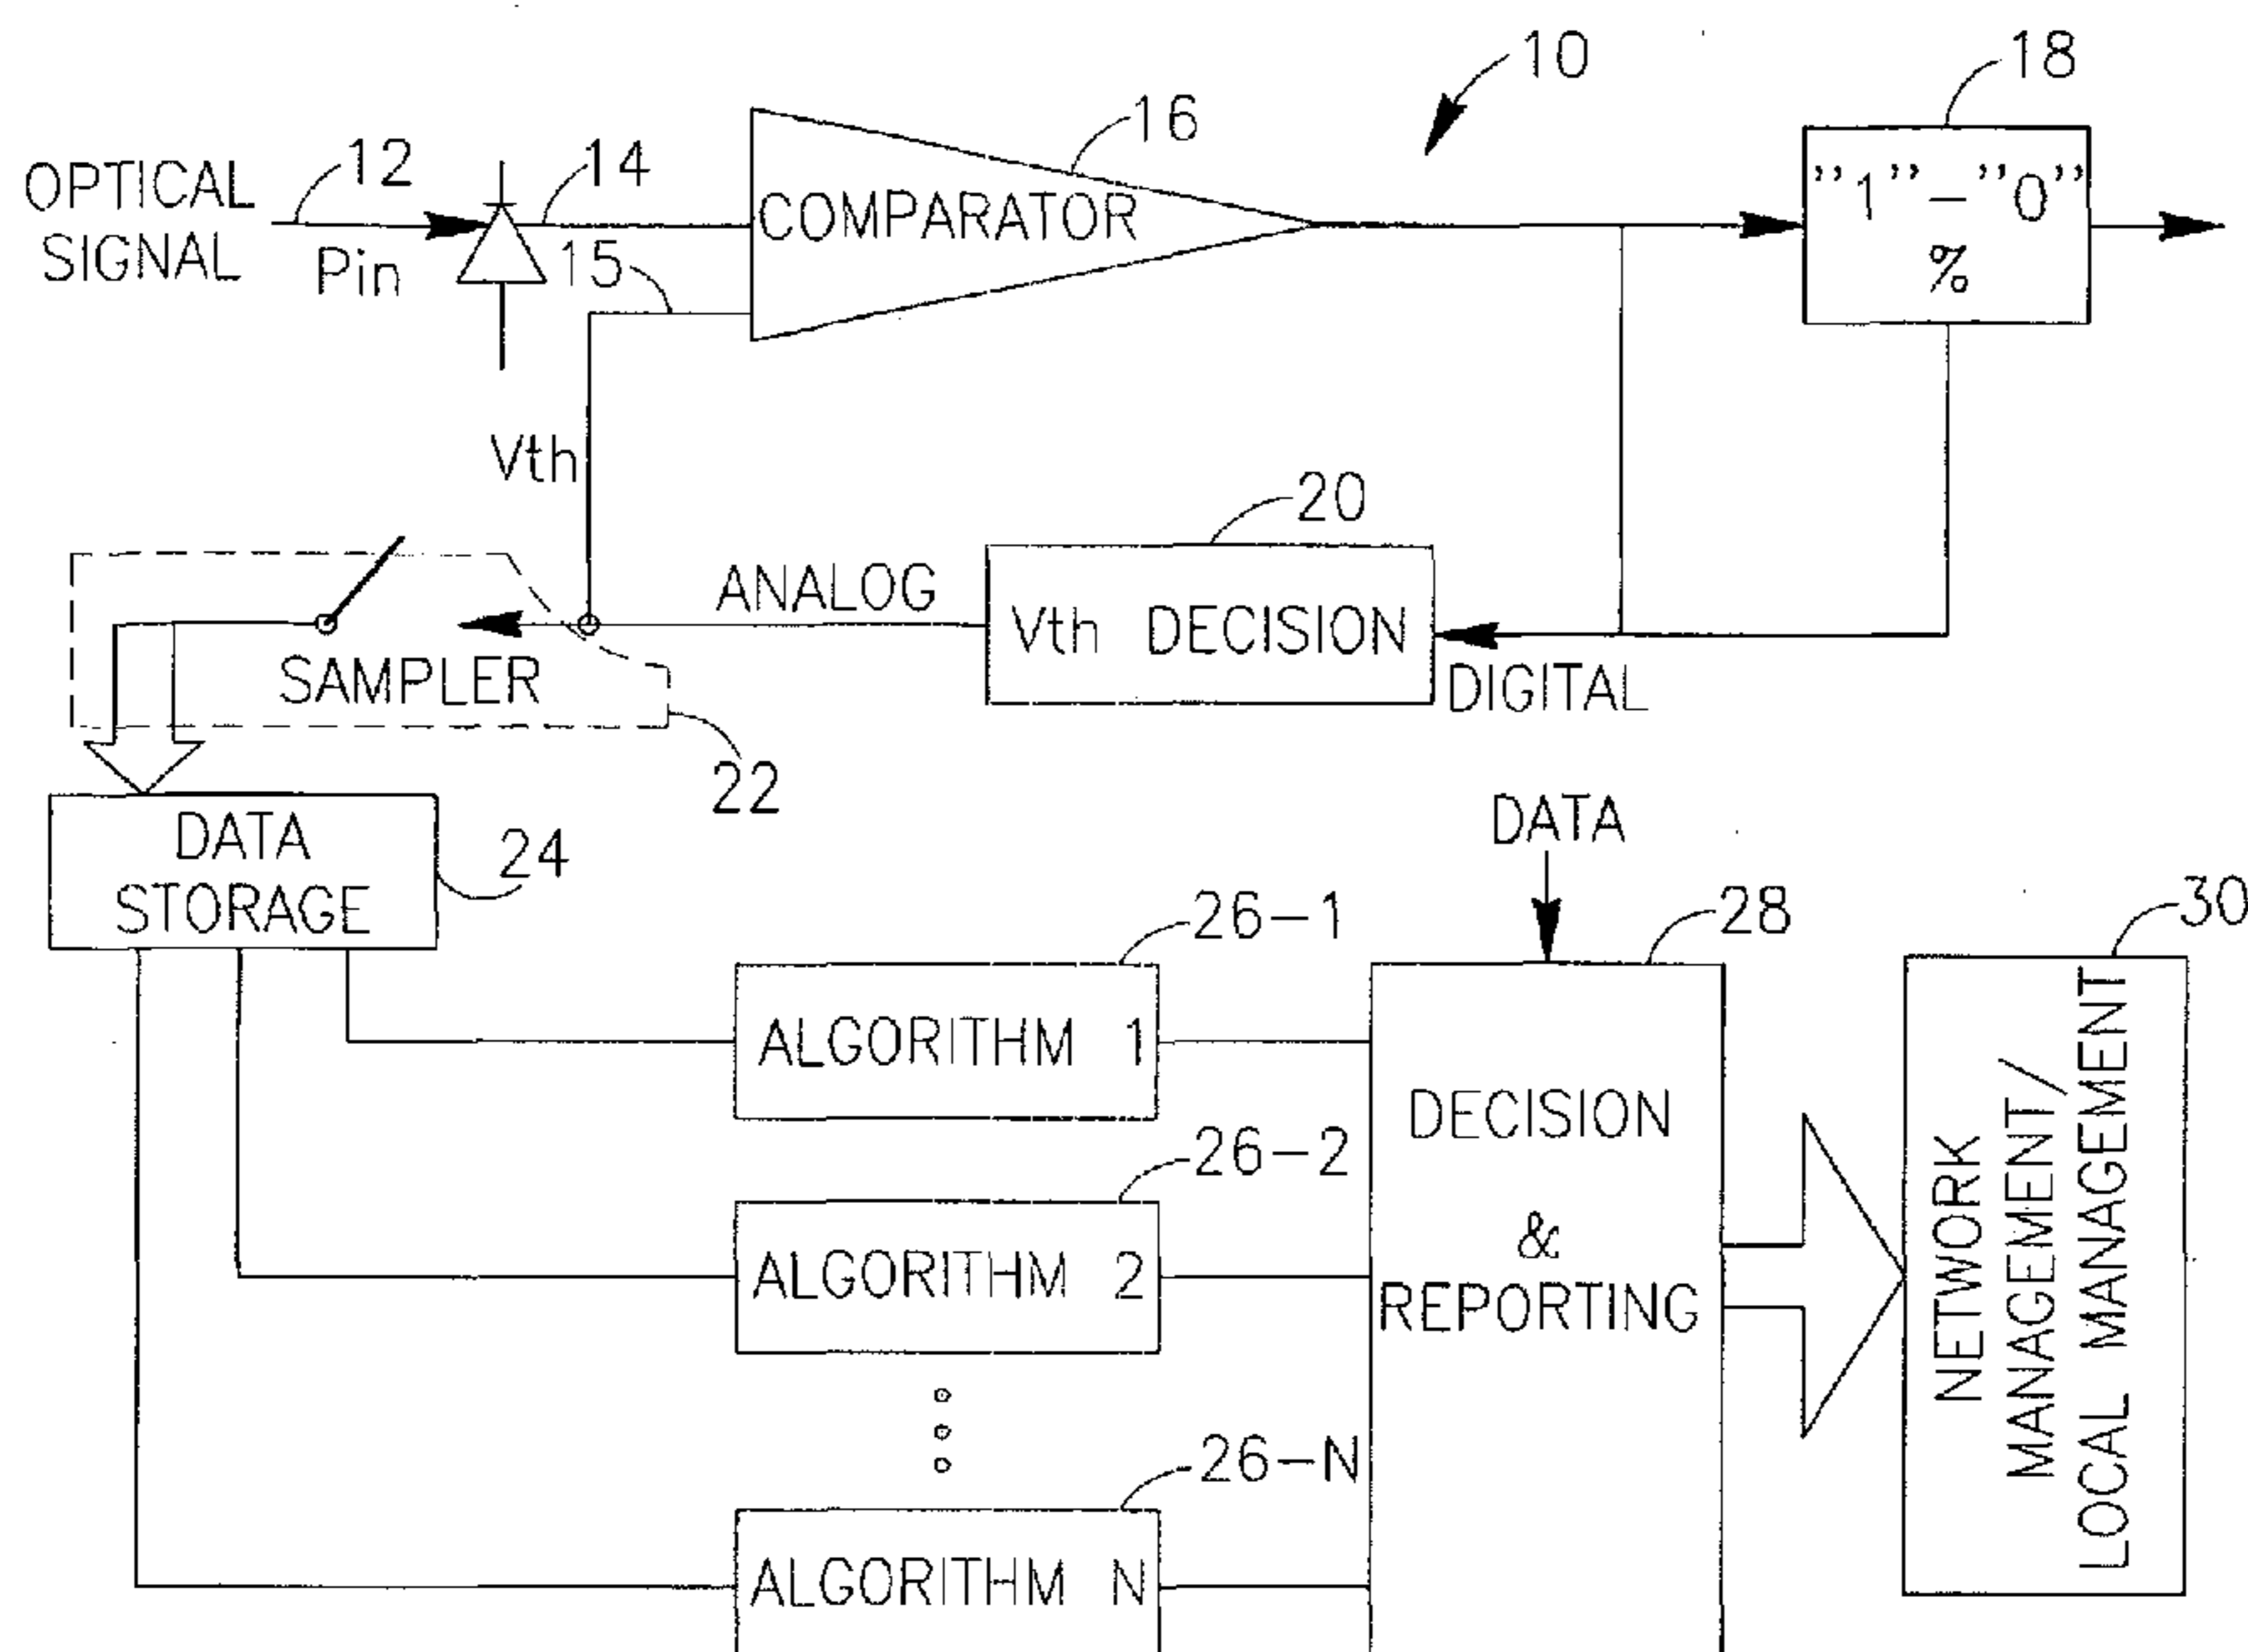 10
18
16
12
14
OPTICAL
SIGNAL
Pin
15
COMPARATOR
"1"-"0"
%
Vth
20
ANALOG
Vth DECISION
DIGITAL
SAMPLER
22
DATA
STORAGE
24
DATA
28
30
26-1
ALGORITHM 1
26-2
ALGORITHM 2
26-N
ALGORITHM N
DECISION
&
REPORTING
NETWORK
MANAGEMENT/
LOCAL MANAGEMENT